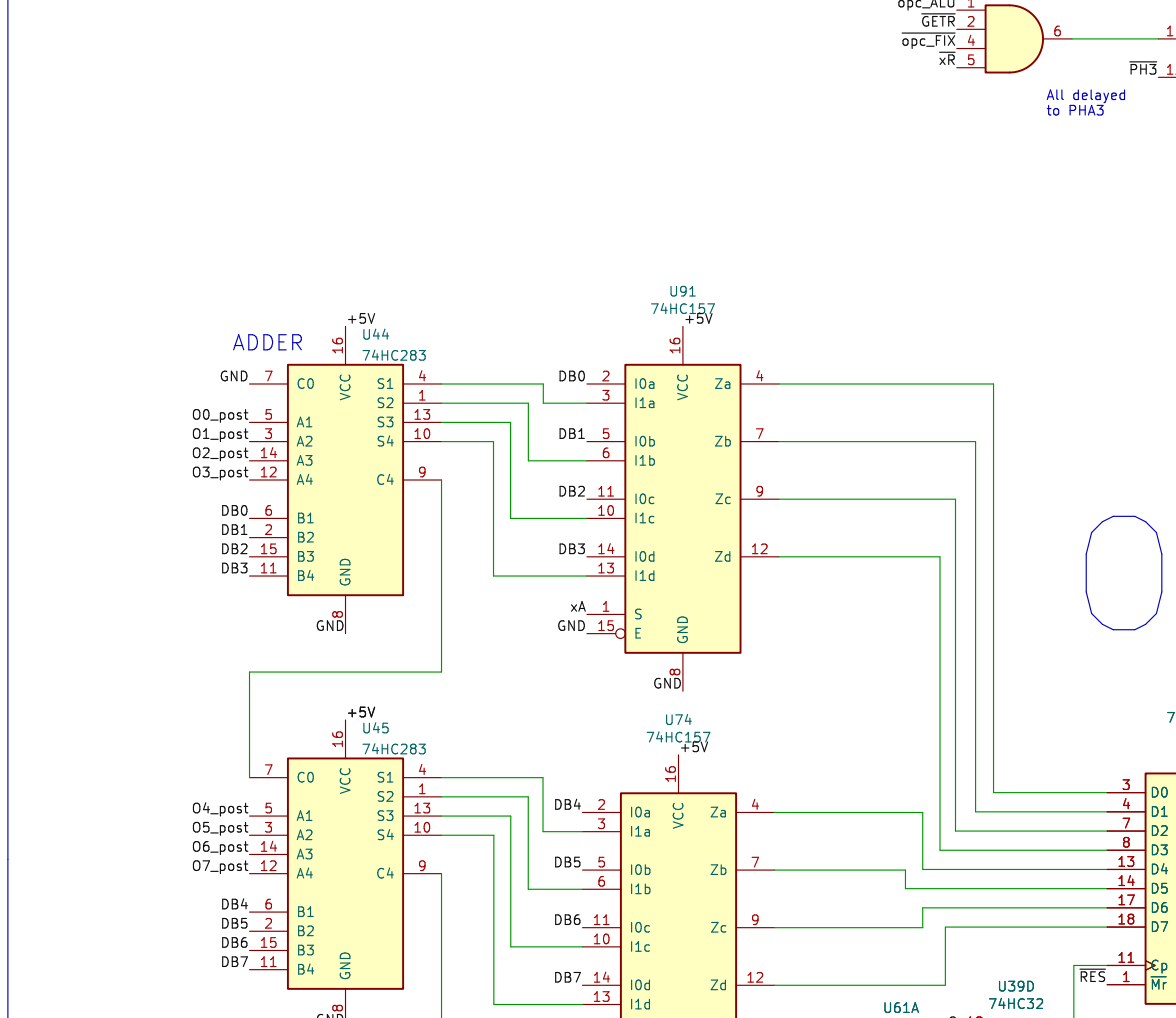 opc_ALU 1
GETR 2
opc_FIX 4
xR 5
6
PH3
All delayed
to PHA3
ADDER
+5V
16
U44
74HC283
GND 7 C0
VCC
S1 4
S2 1
S3 13
S4 10
C4 9
O0_post 5 A1
O1_post 3 A2
O2_post 14 A3
O3_post 12 A4
DB0 6 B1
DB1 2 B2
DB2 15 B3
DB3 11 B4
GND
8
GND
U91
74HC157
+5V
16
VCC
DB0 2 I0a
3 I1a
DB1 5 I0b
6 I1b
DB2 11 I0c
10 I1c
DB3 14 I0d
13 I1d
xA 1 S
GND 15 E
Za 4
Zb 7
Zc 9
Zd 12
GND
8
GND
+5V
16
U45
74HC283
7 C0
VCC
S1 4
S2 1
S3 13
S4 10
C4 9
O4_post 5 A1
O5_post 3 A2
O6_post 14 A3
O7_post 12 A4
DB4 6 B1
DB5 2 B2
DB6 15 B3
DB7 11 B4
GND
8
GND
U74
74HC157
+5V
16
VCC
DB4 2 I0a
3 I1a
DB5 5 I0b
6 I1b
DB6 11 I0c
10 I1c
DB7 14 I0d
13 I1d
Za 4
Zb 7
Zc 9
Zd 12
3 D0
4 D1
7 D2
8 D3
13 D4
14 D5
17 D6
18 D7
11 Cp
RES 1 Mr
U39D
74HC32
U61A